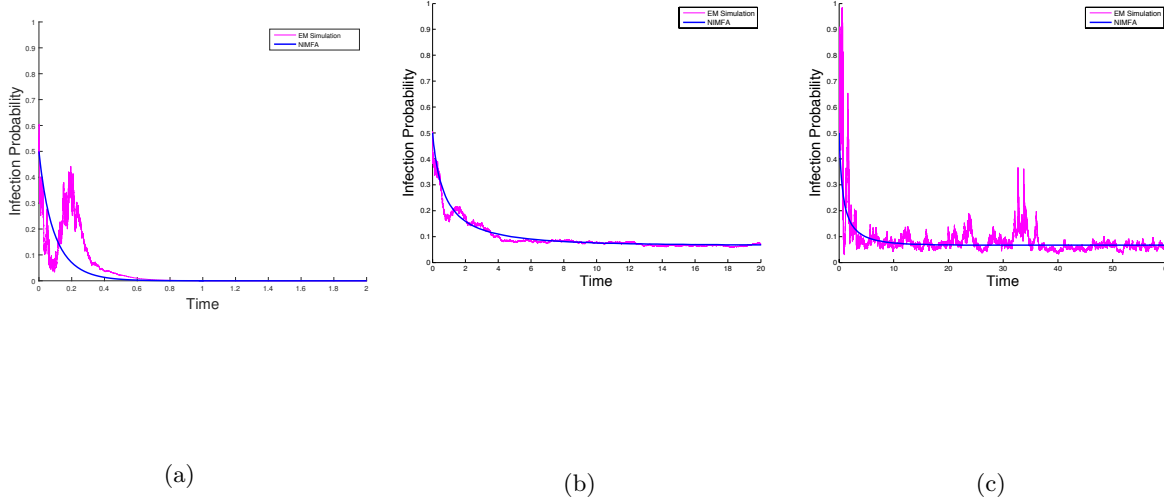 EM Simulation
NIMFA
Infection Probability
1
0.9
0.8
0.7
0.6
0.5
0.4
0.3
0.2
0.1
0
0 0.2 0.4 0.6 0.8 1 1.2 1.4 1.6 1.8 2
Time
(a)
EM Simulation
NIMFA
Infection Probability
1
0.9
0.8
0.7
0.6
0.5
0.4
0.3
0.2
0.1
0
0 2 4 6 8 10 12 14 16 18 20
Time
(b)
EM Simulation
NIMFA
Infection Probability
1
0.9
0.8
0.7
0.6
0.5
0.4
0.3
0.2
0.1
0
0 10 20 30 40 50
Time
(c)